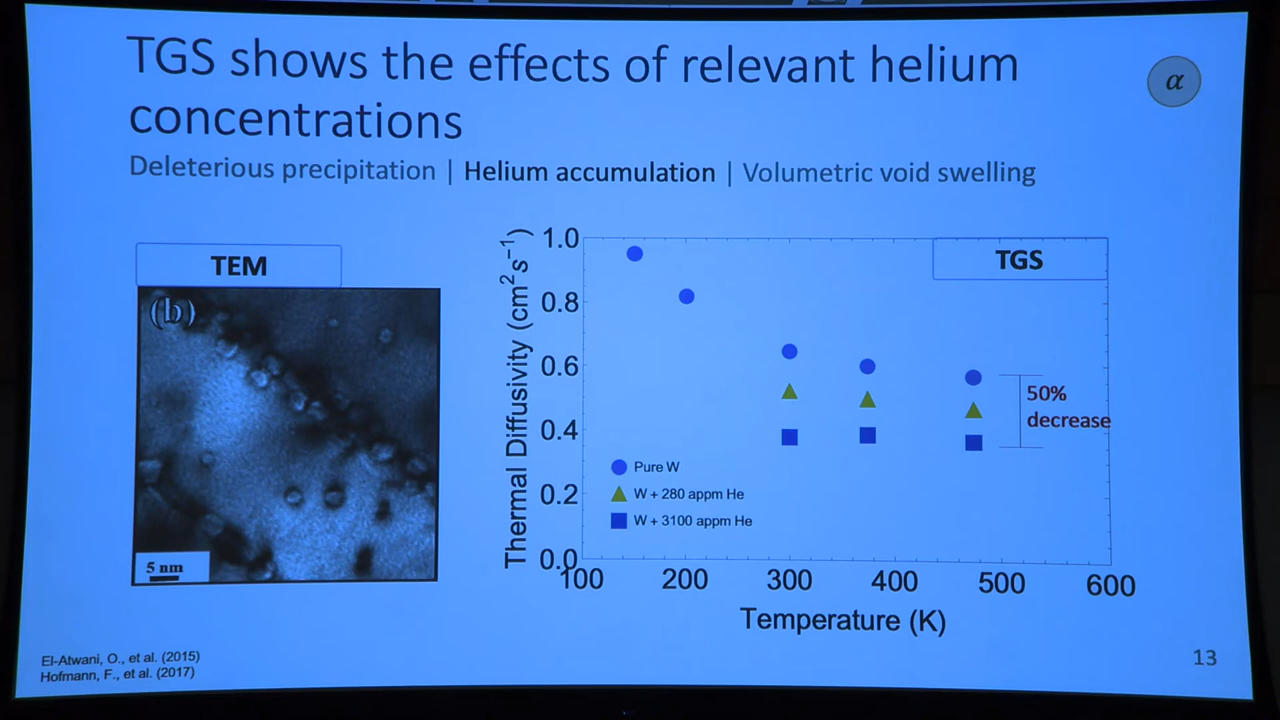 TGS shows the effects of relevant helium
concentrations
α
Deleterious precipitation | Helium accumulation | Volumetric void swelling
TEM
(b)
5 nm
TGS
Thermal Diffusivity (cm² s⁻¹)
1.0
0.8
0.6
0.4
0.2
0.0
50%
decrease
Pure W
W + 280 appm He
W + 3100 appm He
100 200 300 400 500 600
Temperature (K)
El-Atwani, O., et al. (2015)
Hofmann, F., et al. (2017)
13